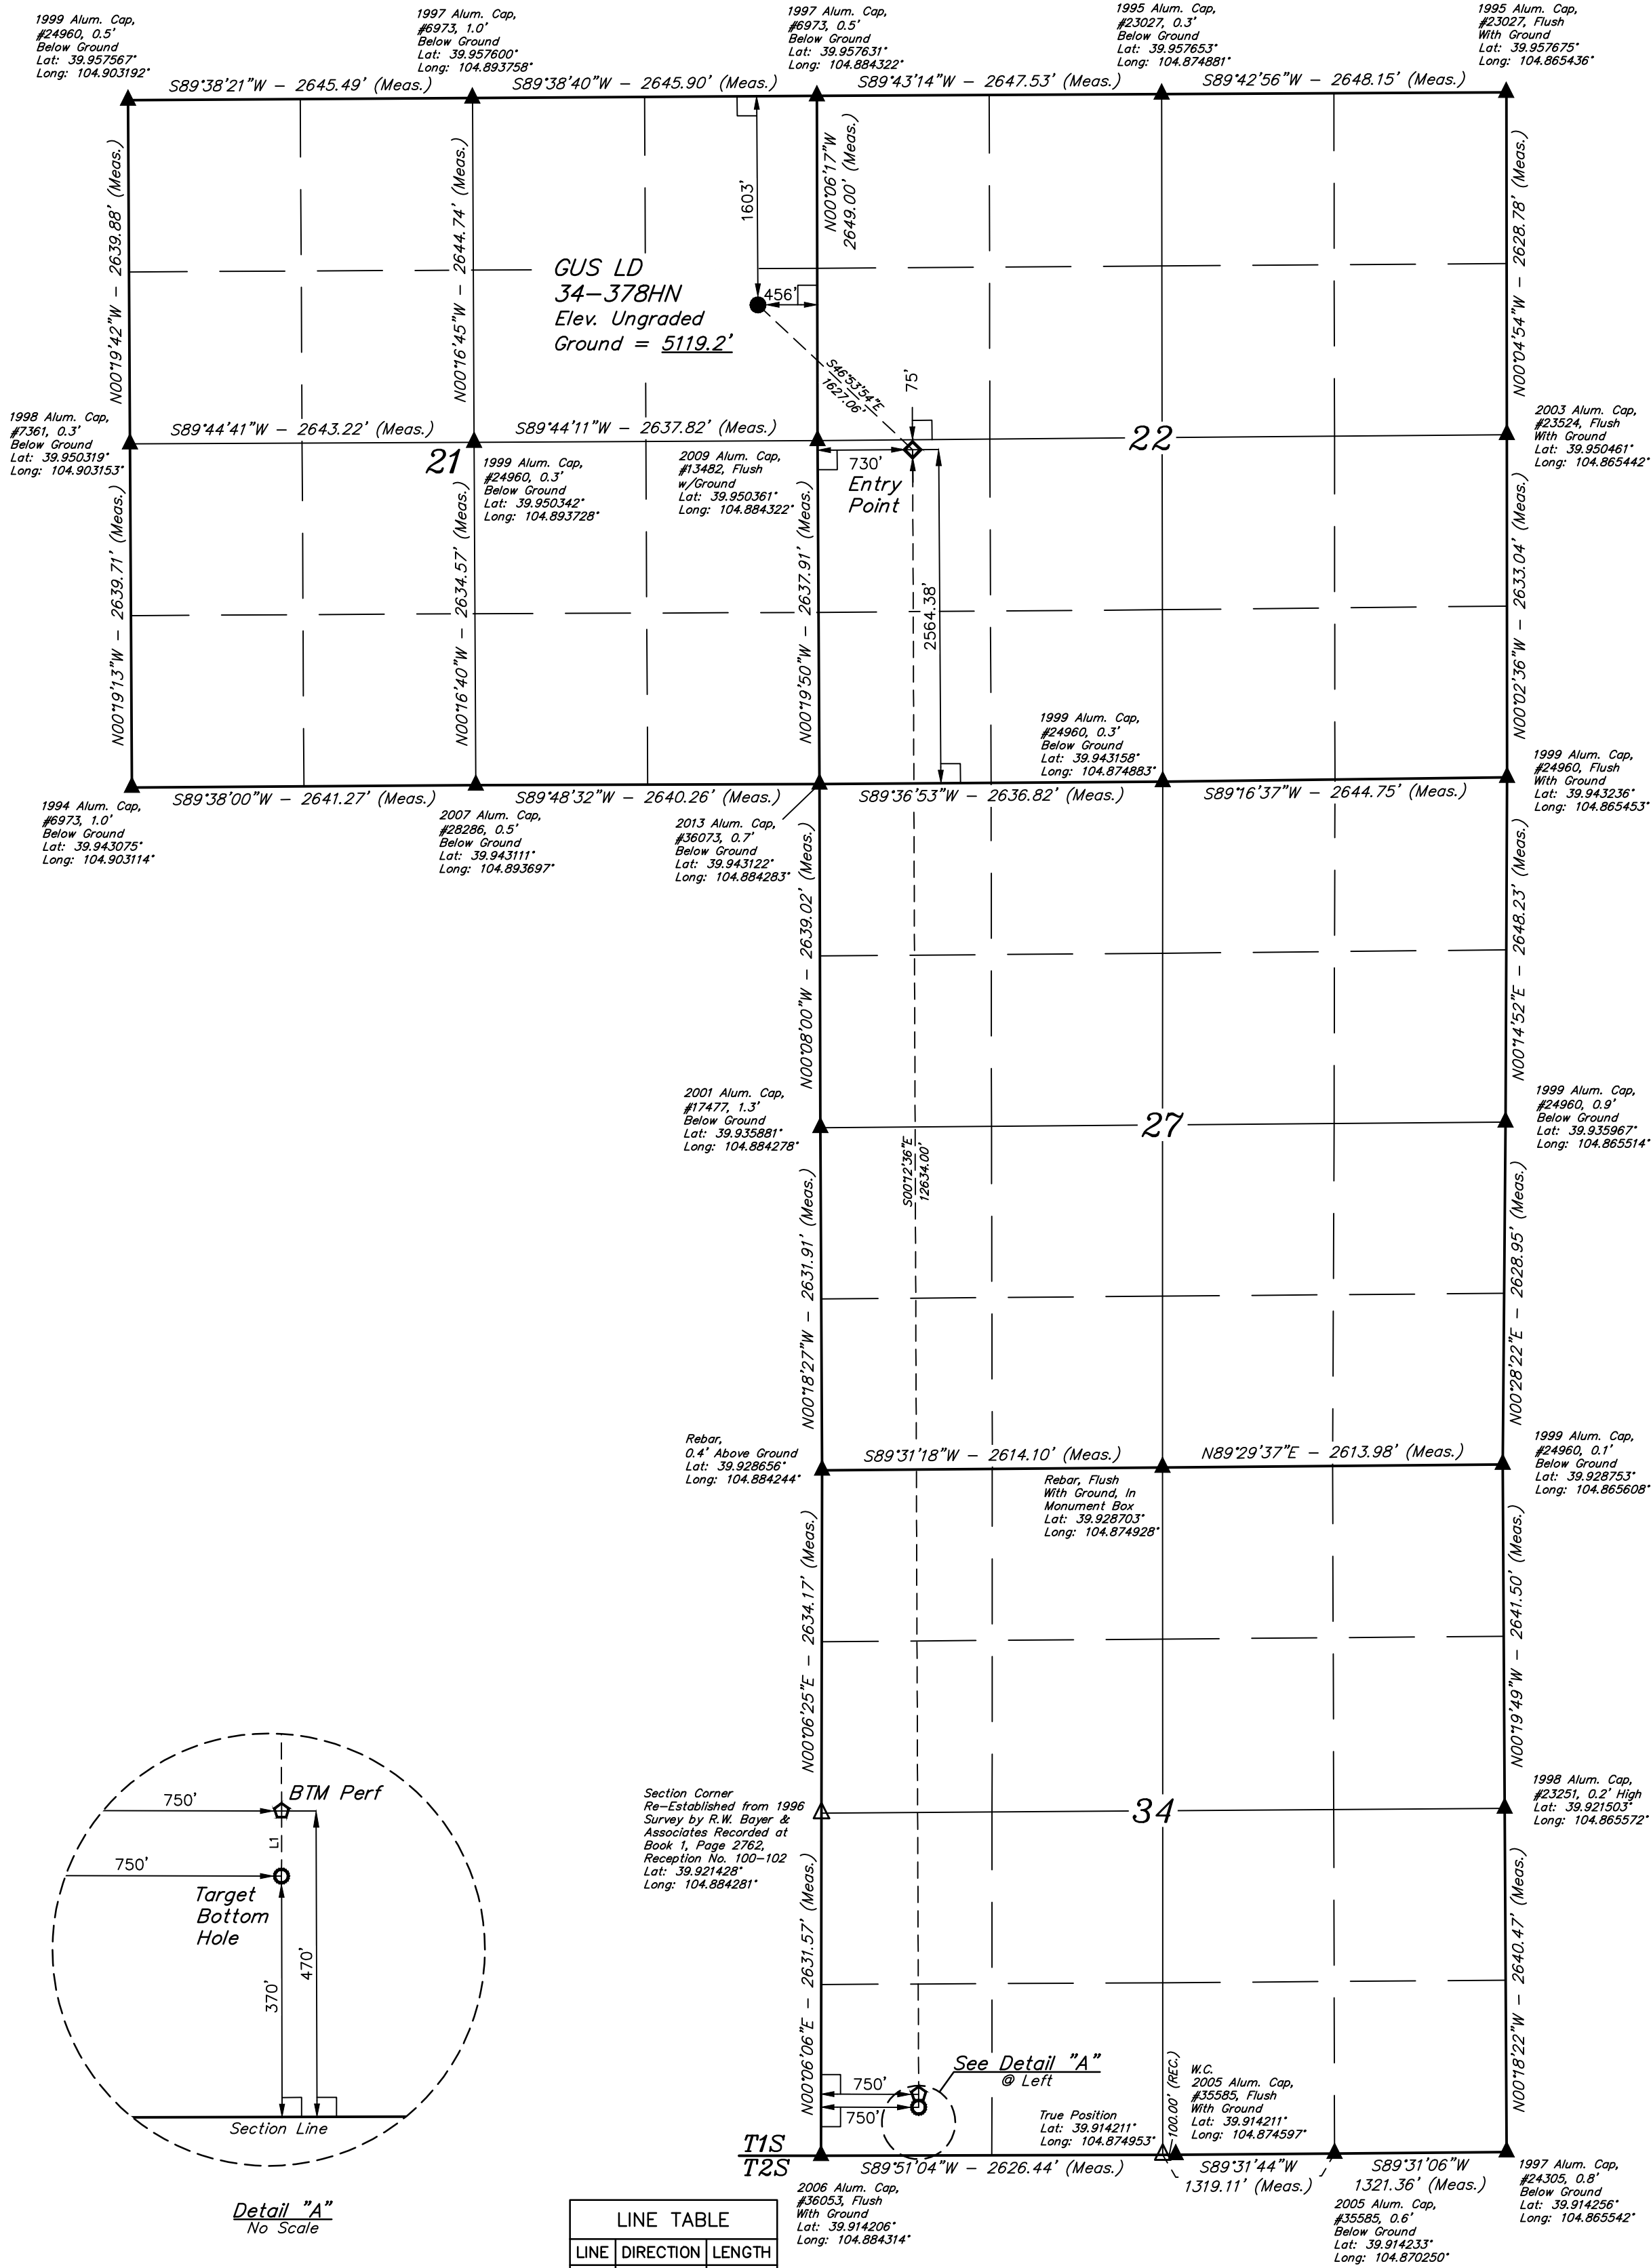 1999 Alum. Cap,
#24960, 0.5'
Below Ground
Lat: 39.957567°
Long: 104.903192°
1997 Alum. Cap,
#6973, 1.0'
Below Ground
Lat: 39.957600°
Long: 104.893758°
1997 Alum. Cap,
#6973, 0.5'
Below Ground
Lat: 39.957631°
Long: 104.884322°
1995 Alum. Cap,
#23027, 0.3'
Below Ground
Lat: 39.957653°
Long: 104.874881°
1995 Alum. Cap,
#23027, Flush
With Ground
Lat: 39.957675°
Long: 104.865436°
S89°38'21"W – 2645.49' (Meas.)
S89°38'40"W – 2645.90' (Meas.)
S89°43'14"W – 2647.53' (Meas.)
S89°42'56"W – 2648.15' (Meas.)
N00°19'42"W – 2639.88' (Meas.)
N00°16'45"W – 2644.74' (Meas.)
1603'
N00°06'17"W
2649.00' (Meas.)
N00°04'54"W – 2628.78' (Meas.)
GUS LD
34–378HN
Elev. Ungraded
Ground = 5119.2'
456'
S46°53'54"E
1627.06'
75'
1998 Alum. Cap,
#7361, 0.3'
Below Ground
Lat: 39.950319°
Long: 104.903153°
S89°44'41"W – 2643.22' (Meas.)
S89°44'11"W – 2637.82' (Meas.)
21
22
2003 Alum. Cap,
#23524, Flush
With Ground
Lat: 39.950461°
Long: 104.865442°
1999 Alum. Cap,
#24960, 0.3'
Below Ground
Lat: 39.950342°
Long: 104.893728°
2009 Alum. Cap,
#13482, Flush
w/Ground
Lat: 39.950361°
Long: 104.884322°
730'
Entry
Point
N00°19'13"W – 2639.71' (Meas.)
N00°16'40"W – 2634.57' (Meas.)
N00°19'50"W – 2637.91' (Meas.)
2564.38'
N00°02'36"W – 2633.04' (Meas.)
1999 Alum. Cap,
#24960, 0.3'
Below Ground
Lat: 39.943158°
Long: 104.874883°
1999 Alum. Cap,
#24960, Flush
With Ground
Lat: 39.943236°
Long: 104.865453°
1994 Alum. Cap,
#6973, 1.0'
Below Ground
Lat: 39.943075°
Long: 104.903114°
S89°38'00"W – 2641.27' (Meas.)
S89°48'32"W – 2640.26' (Meas.)
S89°36'53"W – 2636.82' (Meas.)
S89°16'37"W – 2644.75' (Meas.)
2007 Alum. Cap,
#28286, 0.5'
Below Ground
Lat: 39.943111°
Long: 104.893697°
2013 Alum. Cap,
#36073, 0.7'
Below Ground
Lat: 39.943122°
Long: 104.884283°
N00°08'00"W – 2639.02' (Meas.)
N00°14'52"E – 2648.23' (Meas.)
2001 Alum. Cap,
#17477, 1.3'
Below Ground
Lat: 39.935881°
Long: 104.884278°
27
1999 Alum. Cap,
#24960, 0.9'
Below Ground
Lat: 39.935967°
Long: 104.865514°
S00°12'36"E
12634.00'
N00°18'27"W – 2631.91' (Meas.)
N00°28'22"E – 2628.95' (Meas.)
Rebar,
0.4' Above Ground
Lat: 39.928656°
Long: 104.884244°
S89°31'18"W – 2614.10' (Meas.)
N89°29'37"E – 2613.98' (Meas.)
1999 Alum. Cap,
#24960, 0.1'
Below Ground
Lat: 39.928753°
Long: 104.865608°
Rebar, Flush
With Ground, In
Monument Box
Lat: 39.928703°
Long: 104.874928°
N00°06'25"E – 2634.17' (Meas.)
N00°19'49"W – 2641.50' (Meas.)
Section Corner
Re–Established from 1996
Survey by R.W. Bayer &
Associates Recorded at
Book 1, Page 2762,
Reception No. 100–102
Lat: 39.921428°
Long: 104.884281°
34
1998 Alum. Cap,
#23251, 0.2' High
Lat: 39.921503°
Long: 104.865572°
750'
BTM Perf
L1
750'
Target
Bottom
Hole
370'
470'
Section Line
Detail "A"
No Scale
N00°06'06"E – 2631.57' (Meas.)
N00°18'22"W – 2640.47' (Meas.)
750'
750'
See Detail "A"
@ Left
True Position
Lat: 39.914211°
Long: 104.874953°
100.00' (REC.)
W.C.
2005 Alum. Cap,
#35585, Flush
With Ground
Lat: 39.914211°
Long: 104.874597°
T1S
T2S
S89°51'04"W – 2626.44' (Meas.)
S89°31'44"W
1319.11' (Meas.)
S89°31'06"W
1321.36' (Meas.)
1997 Alum. Cap,
#24305, 0.8'
Below Ground
Lat: 39.914256°
Long: 104.865542°
2006 Alum. Cap,
#36053, Flush
With Ground
Lat: 39.914206°
Long: 104.884314°
2005 Alum. Cap,
#35585, 0.6'
Below Ground
Lat: 39.914233°
Long: 104.870250°
LINE TABLE
LINE DIRECTION LENGTH